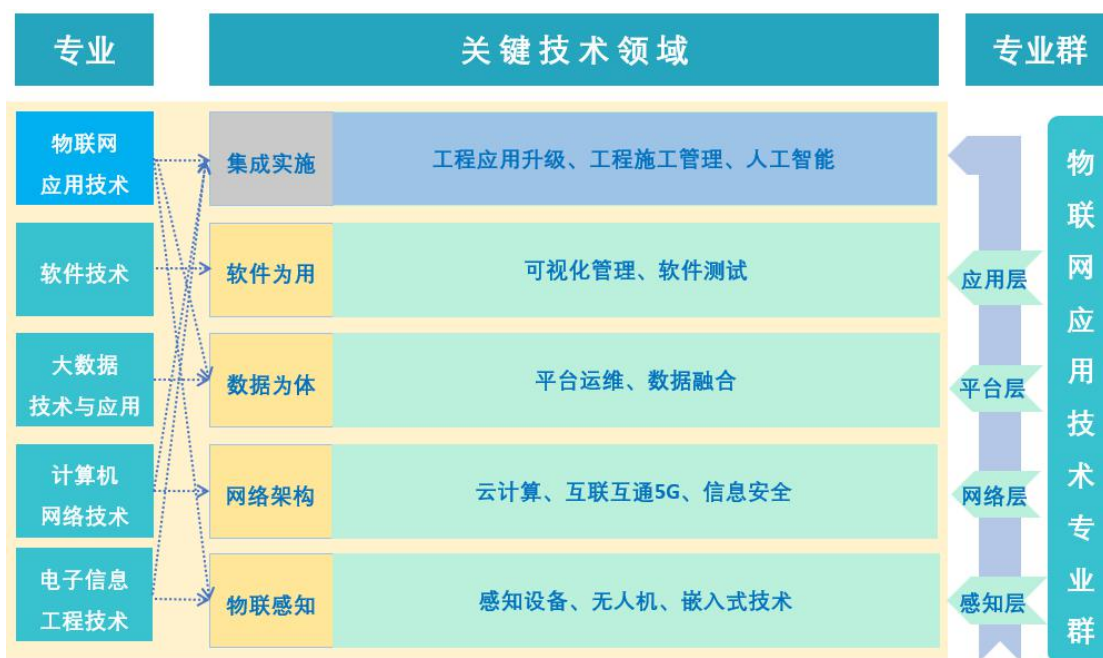 专业
关键技术领域
专业群
物联网
应用技术
集成实施
工程应用升级、工程施工管理、人工智能
软件技术
软件为用
可视化管理、软件测试
应用层
大数据
技术与应用
数据为体
平台运维、数据融合
平台层
计算机
网络技术
网络架构
云计算、互联互通5G、信息安全
网络层
电子信息
工程技术
物联感知
感知设备、无人机、嵌入式技术
感知层
物联网应用技术专业群